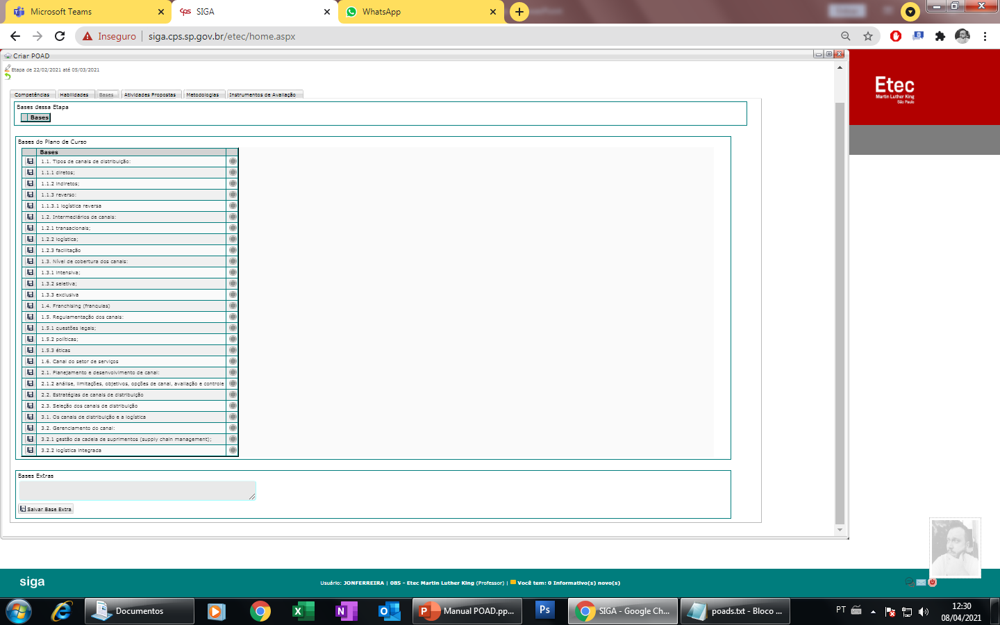 Microsoft Teams
SIGA
WhatsApp
Inseguro
siga.cps.sp.gov.br/etec/home.aspx
Criar POAD
Etapa de 22/02/2021 até 05/03/2021
Competências
Habilidades
Bases
Atividades Propostas
Metodologias
Instrumentos de Avaliação
Bases dessa Etapa
Bases
Bases do Plano de Curso
Bases
1.1. Tipos de canais de distribuição:
1.1.1 diretos;
1.1.2 indiretos;
1.1.3 reverso:
1.1.3.1 logística reversa
1.2. Intermediários de canais:
1.2.1 transacionais;
1.2.2 logística;
1.2.3 facilitação
1.3. Nível de cobertura dos canais:
1.3.1 intensiva;
1.3.2 seletiva;
1.3.3 exclusiva
1.4. Franchising (franquias)
1.5. Regulamentação dos canais:
1.5.1 questões legais;
1.5.2 políticas;
1.5.3 éticas
1.6. Canal do setor de serviços
2.1. Planejamento e desenvolvimento de canal:
2.1.2 análise, limitações, objetivos, opções de canal, avaliação e controle
2.2. Estratégias de canais de distribuição
2.3. Seleção dos canais de distribuição
3.1. Os canais de distribuição e a logística
3.2. Gerenciamento do canal:
3.2.1 gestão da cadeia de suprimentos (supply chain management);
3.2.2 logística integrada
Bases Extras
Salvar Base Extra
Etec
Martin Luther King
São Paulo
siga
Usuário: JONFERREIRA | 085 - Etec Martin Luther King (Professor) | Você tem: 0 Informativo(s) novo(s)
Documentos
Manual POAD.pp...
Ps
SIGA - Google Ch...
poads.txt - Bloco ...
PT
12:30
08/04/2021